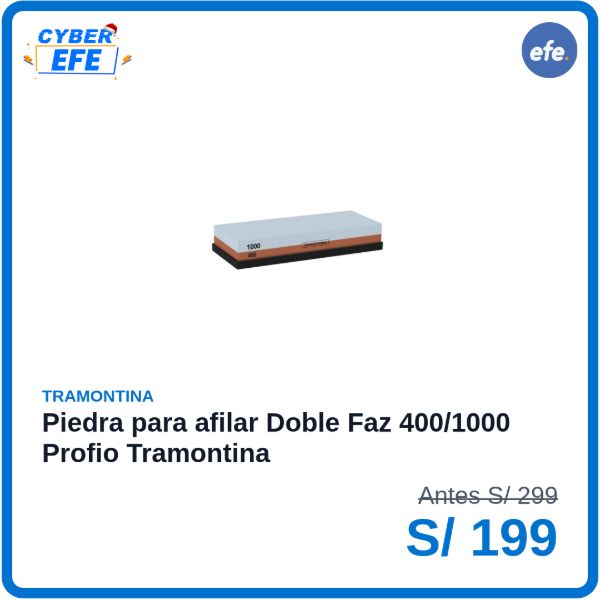 CYBER
EFE
efe.
1000
TRAMONTINA
400
TRAMONTINA
Piedra para afilar Doble Faz 400/1000
Profio Tramontina
Antes S/ 299
S/ 199